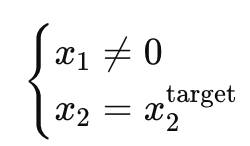 x₁ ≠ 0
x₂ = x₂^target